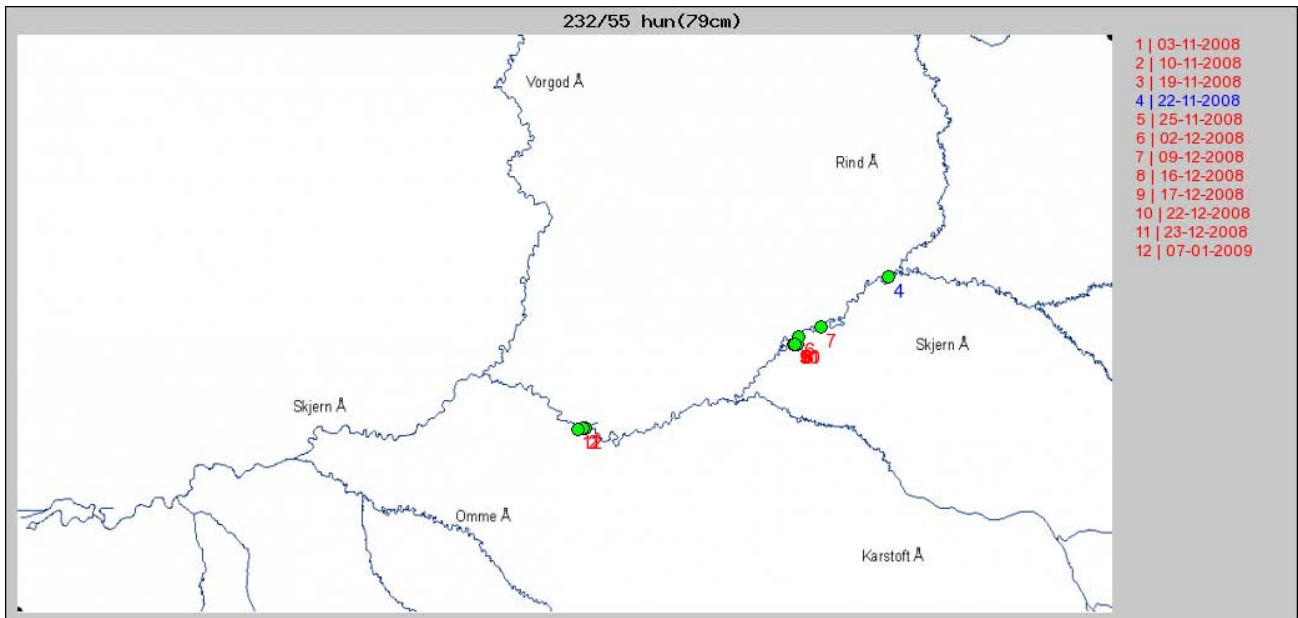 232/55 hun(79cm)
1 | 03-11-2008
2 | 10-11-2008
3 | 19-11-2008
4 | 22-11-2008
5 | 25-11-2008
6 | 02-12-2008
7 | 09-12-2008
8 | 16-12-2008
9 | 17-12-2008
10 | 22-12-2008
11 | 23-12-2008
12 | 07-01-2009
Vorgod Å
Rind Å
4
7
6
Skjern Å
Skjern Å
Omme Å
Karstoft Å